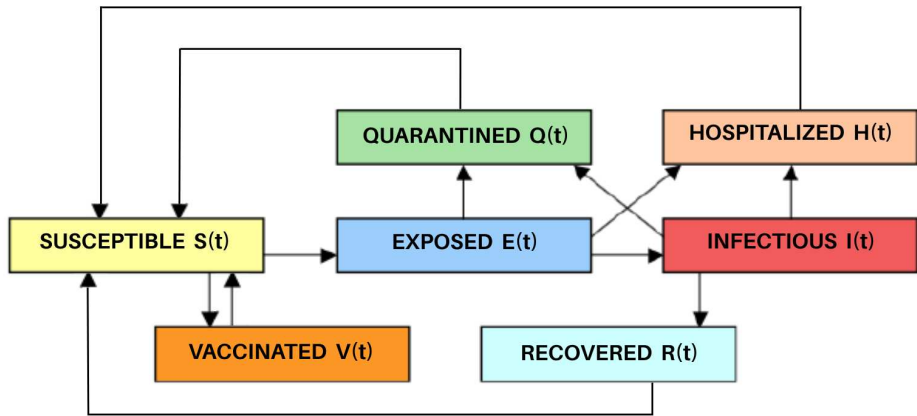 QUARANTINED Q(t)
HOSPITALIZED H(t)
SUSCEPTIBLE S(t)
EXPOSED E(t)
INFECTIOUS I(t)
VACCINATED V(t)
RECOVERED R(t)